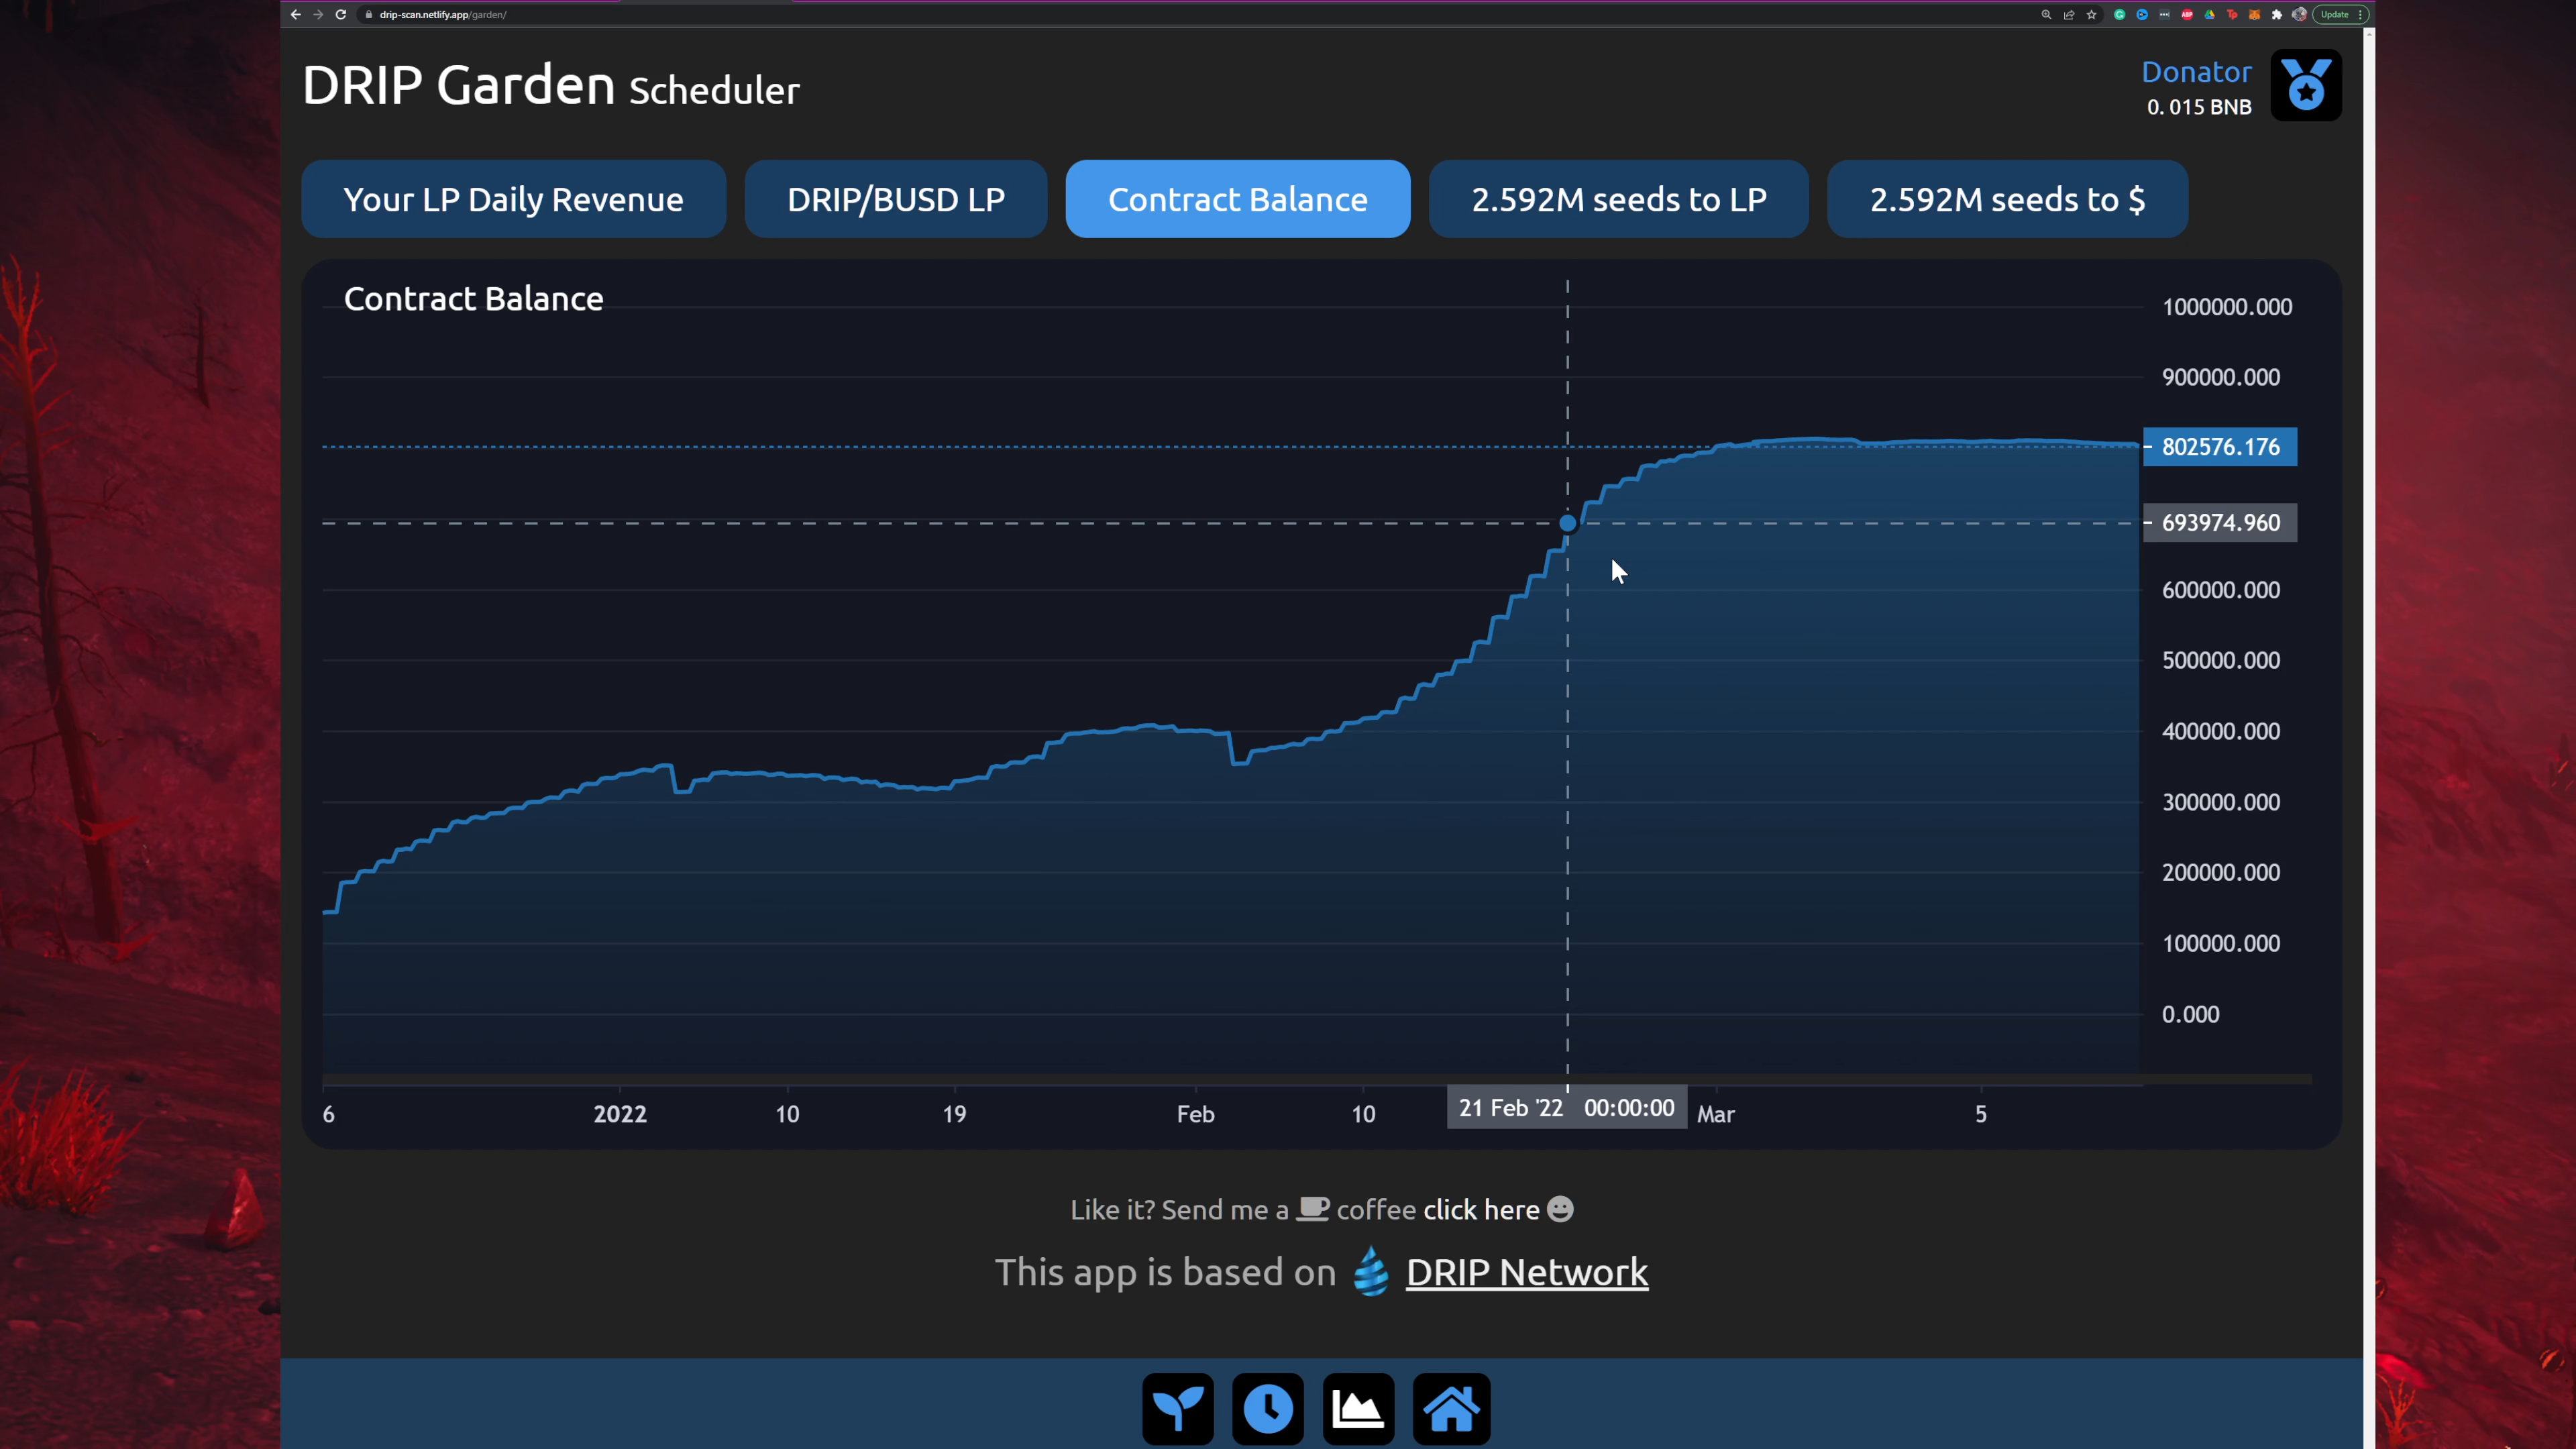 drip-scan.netlify.app/garden/
Update
DRIP Garden Scheduler
Donator
0. 015 BNB
Your LP Daily Revenue
DRIP/BUSD LP
Contract Balance
2.592M seeds to LP
2.592M seeds to $
Contract Balance
1000000.000
900000.000
802576.176
693974.960
600000.000
500000.000
400000.000
300000.000
200000.000
100000.000
0.000
6
2022
10
19
Feb
10
21 Feb '22 00:00:00
Mar
5
Like it? Send me a coffee click here
This app is based on DRIP Network